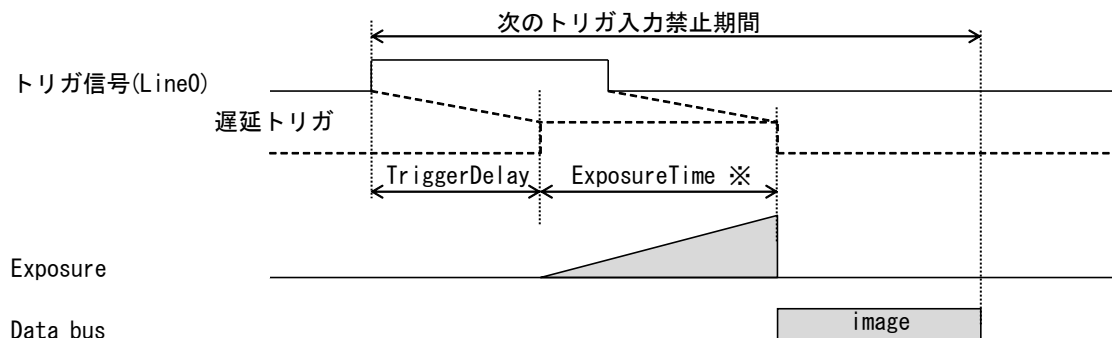 次のトリガ入力禁止期間
トリガ信号(Line0)
遅延トリガ
TriggerDelay
ExposureTime ※
Exposure
Data bus
image